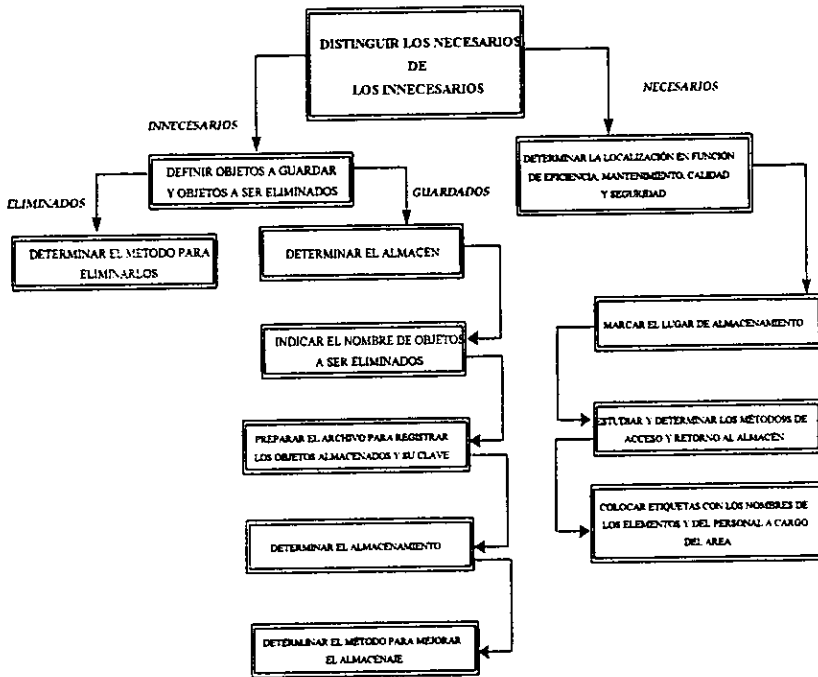 DISTINGUIR LOS NECESARIOS
DE
LOS INNECESARIOS
INNECESARIOS
NECESARIOS
DEFINIR OBJETOS A GUARDAR
Y OBJETOS A SER ELIMINADOS
DETERMINAR LA LOCALIZACIÓN EN FUNCIÓN
DE EFICIENCIA, MANTENIMIENTO, CALIDAD
Y SEGURIDAD
ELIMINADOS
GUARDADOS
DETERMINAR EL MÉTODO PARA
ELIMINARLOS
DETERMINAR EL ALMACÉN
INDICAR EL NOMBRE DE OBJETOS
A SER ELIMINADOS
MARCAR EL LUGAR DE ALMACENAMIENTO
PREPARAR EL ARCHIVO PARA REGISTRAR
LOS OBJETOS ALMACENADOS Y SU CLAVE
ESTUDIAR Y DETERMINAR LOS MÉTODO9S DE
ACCESO Y RETORNO AL ALMACÉN
DETERMINAR EL ALMACENAMIENTO
COLOCAR ETIQUETAS CON LOS NOMBRES DE
LOS ELEMENTOS Y DEL PERSONAL A CARGO
DEL AREA
DETERMINAR EL MÉTODO PARA MEJORAR
EL ALMACENAJE